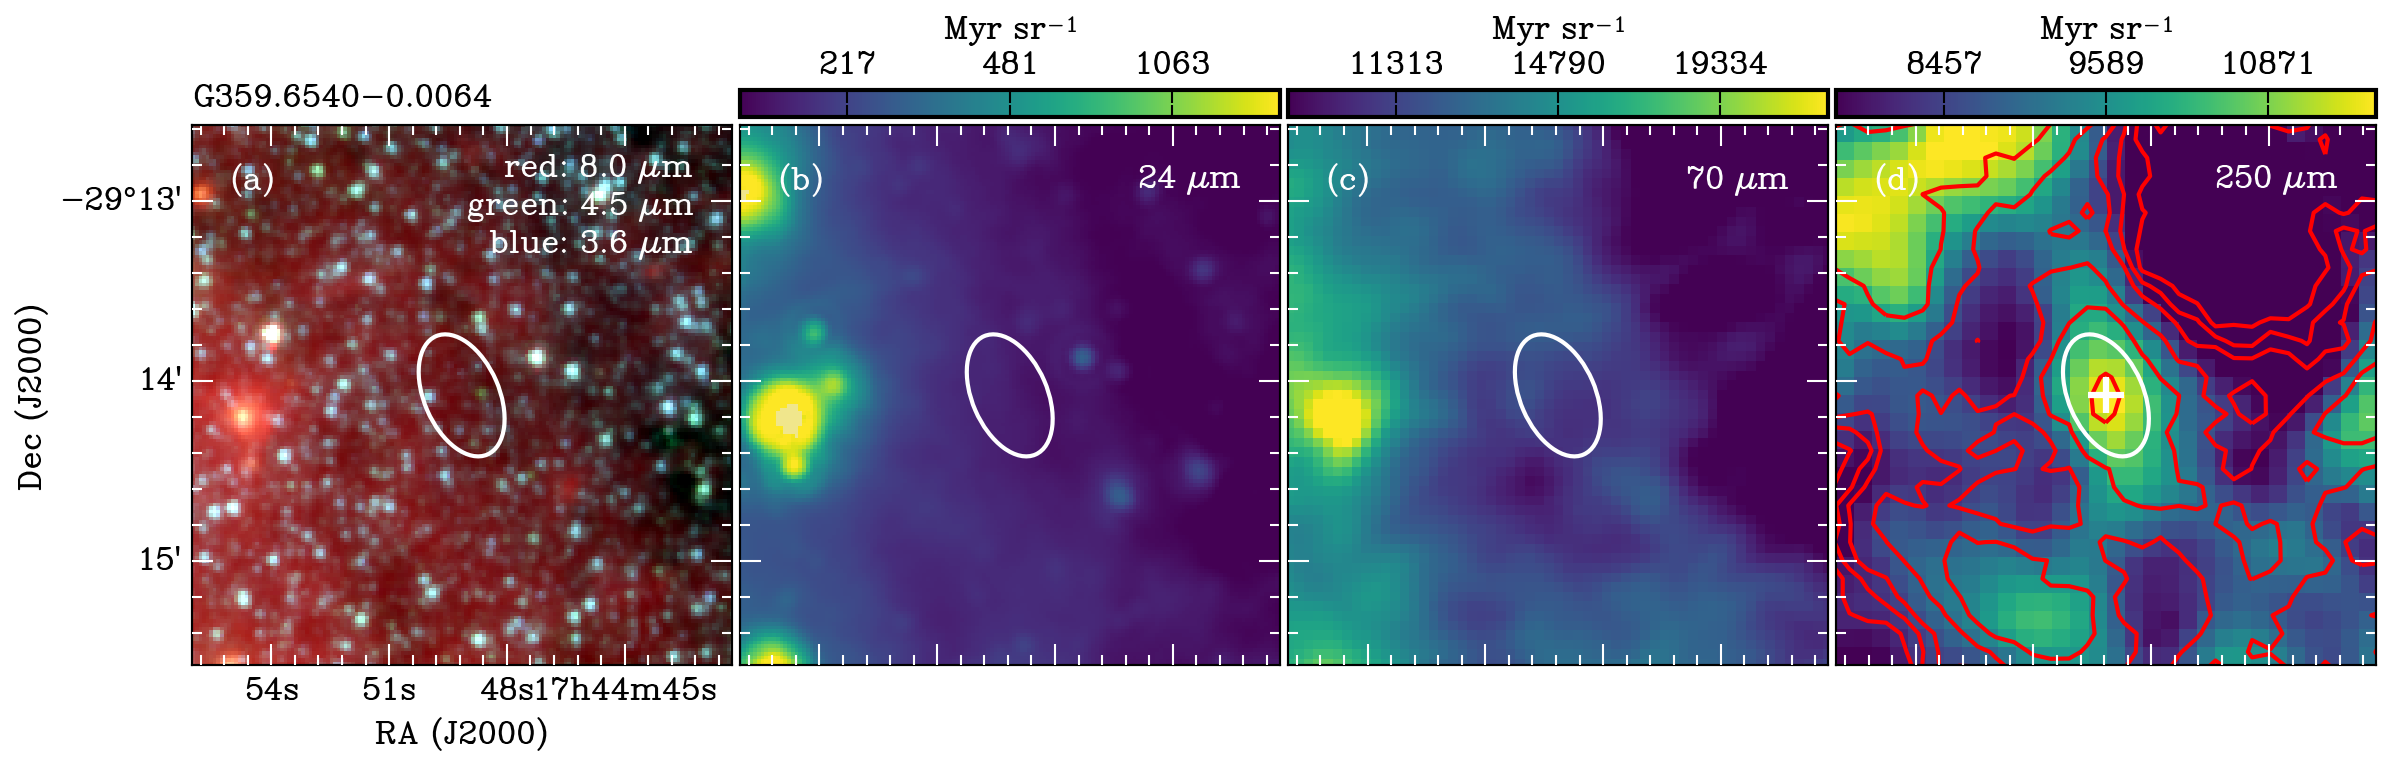 Myr sr⁻¹
217 481 1063
Myr sr⁻¹
11313 14790 19334
Myr sr⁻¹
8457 9589 10871
G359.6540−0.0064
(a)
red: 8.0 μm
green: 4.5 μm
blue: 3.6 μm
(b)
24 μm
(c)
70 μm
(d)
250 μm
−29°13'
14'
15'
Dec (J2000)
54s 51s 48s 17h44m45s
RA (J2000)